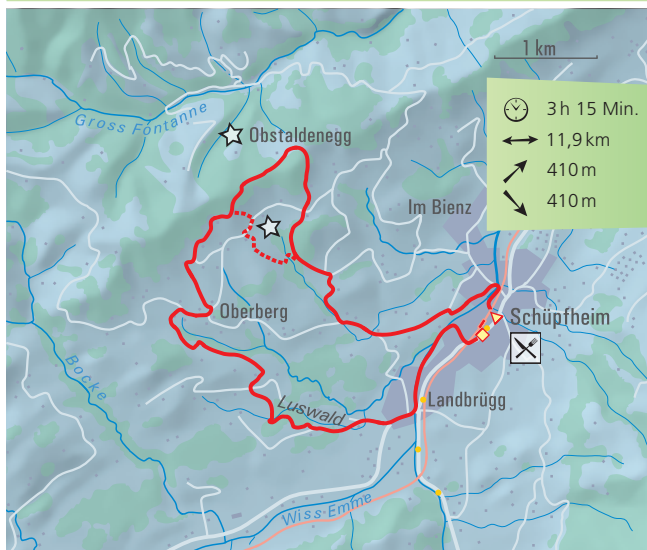 1 km
3 h 15 Min.
11,9 km
410 m
410 m
Gross Fontanne
Obstaldenegg
Im Bienz
Oberberg
Schüpfheim
Bocke
Luswald
Landbrügg
Wiss Emme